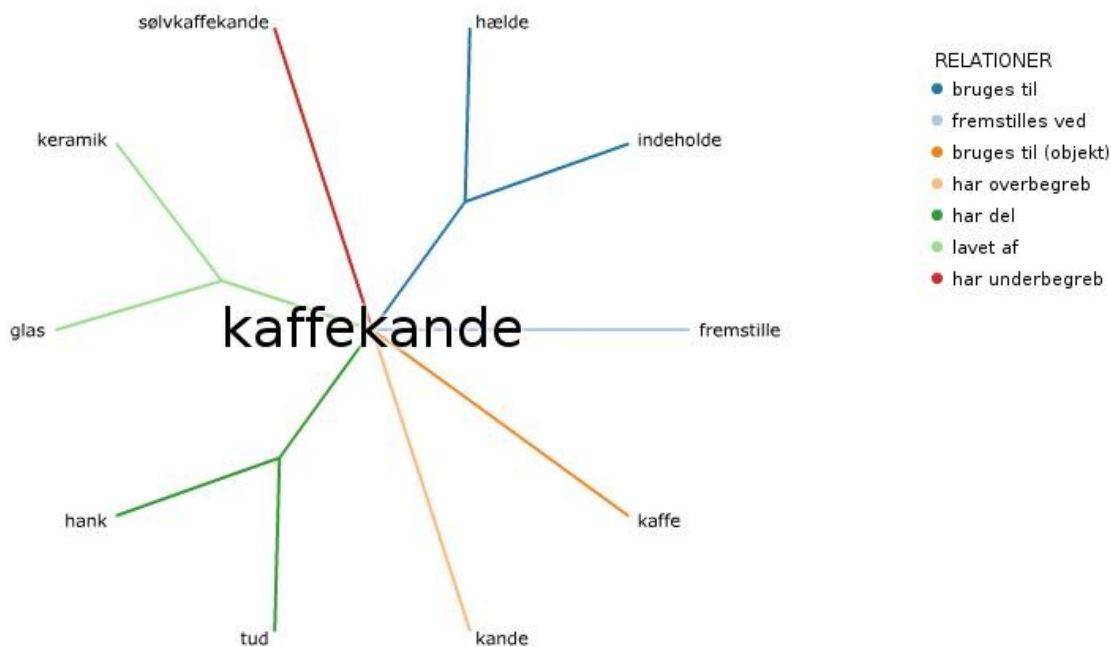 sølvkaffekande
hælde
keramik
indeholde
glas
kaffekande
fremstille
hank
kaffe
tud
kande
RELATIONER
bruges til
fremstilles ved
bruges til (objekt)
har overbegreb
har del
lavet af
har underbegreb